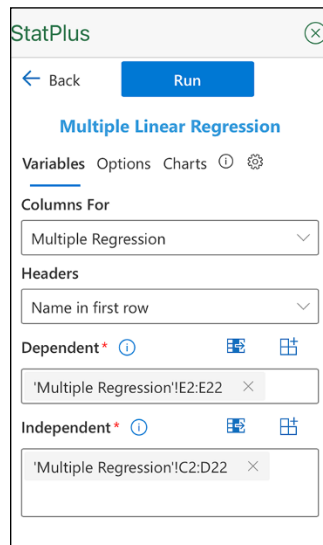 StatPlus
Back Run
Multiple Linear Regression
Variables Options Charts
Columns For
Multiple Regression
Headers
Name in first row
Dependent*
'Multiple Regression'!E2:E22
Independent*
'Multiple Regression'!C2:D22